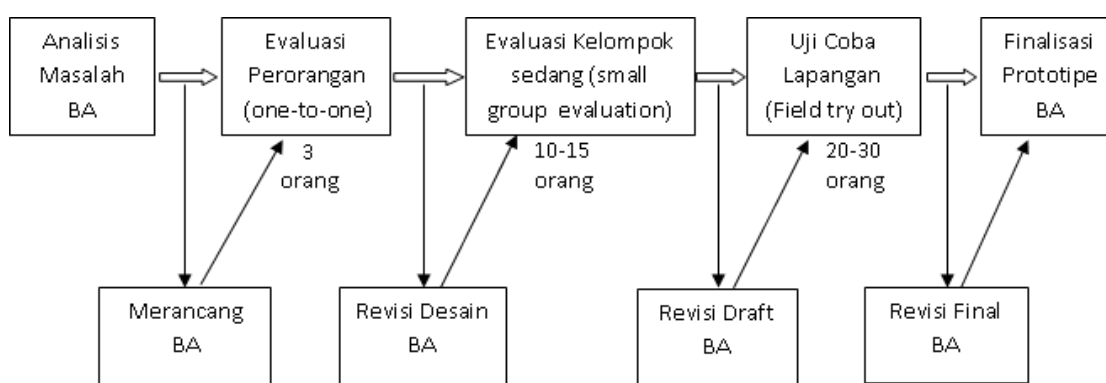 Analisis
Masalah
BA
Evaluasi
Perorangan
(one-to-one)
Evaluasi Kelompok
sedang (small
group evaluation)
Uji Coba
Lapangan
(Field try out)
Finalisasi
Prototipe
BA
3
orang
10-15
orang
20-30
orang
Merancang
BA
Revisi Desain
BA
Revisi Draft
BA
Revisi Final
BA